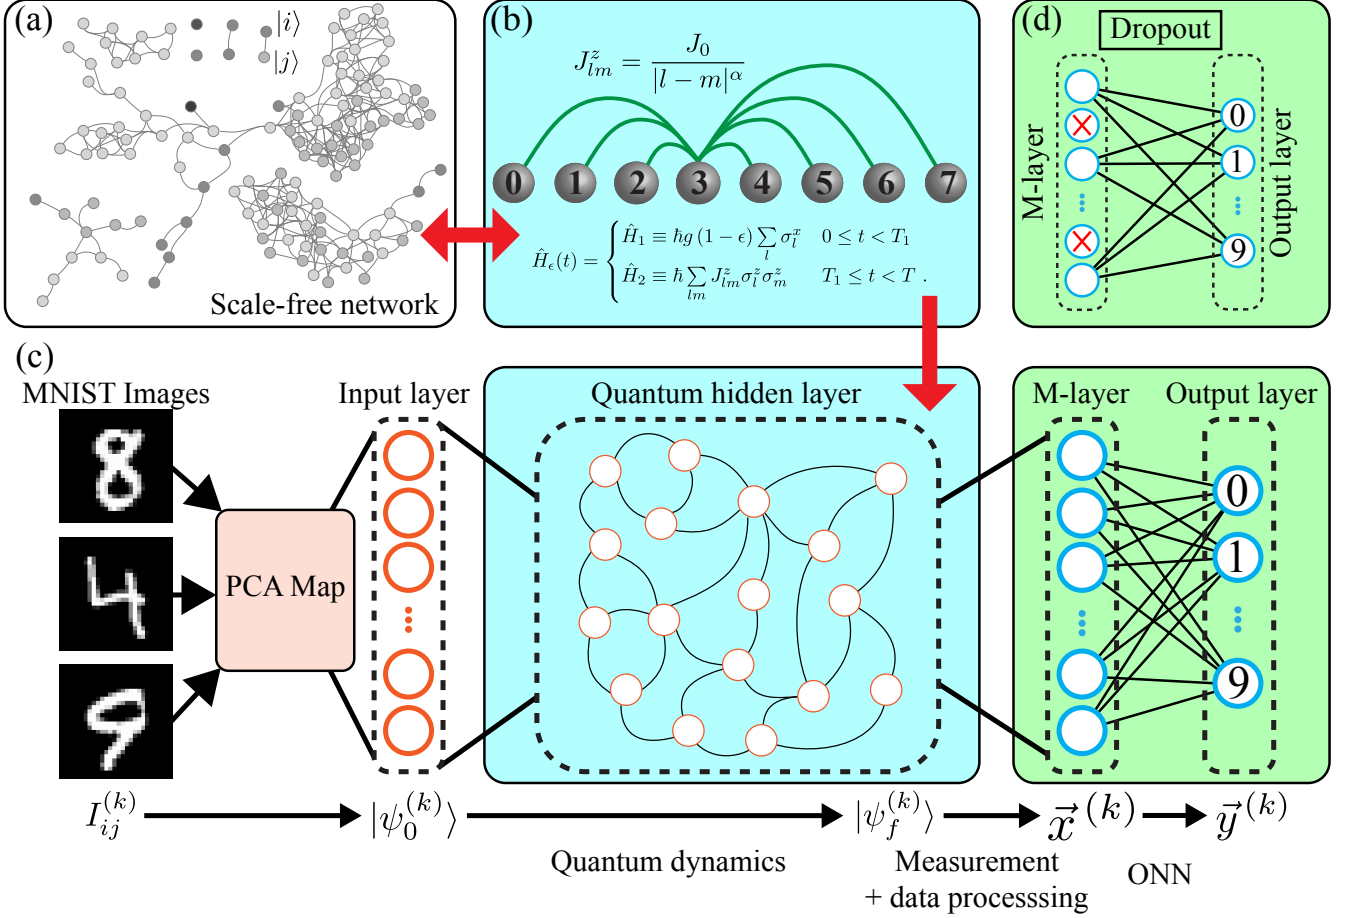 (a)
|i⟩
|j⟩
Scale-free network
(b)
J^z_{lm} = J_0 / |l − m|^α
0 1 2 3 4 5 6 7
Ĥ_ϵ(t) = { Ĥ_1 ≡ ħg (1 − ϵ) ∑_l σ^x_l 0 ≤ t < T_1
Ĥ_2 ≡ ħ ∑_{lm} J^z_{lm} σ^z_l σ^z_m T_1 ≤ t < T .
(d)
Dropout
M-layer
Output layer
0
1
9
(c)
MNIST Images
8
4
9
PCA Map
Input layer
Quantum hidden layer
M-layer
Output layer
0
1
9
I^{(k)}_{ij}
|ψ^{(k)}_0⟩
|ψ^{(k)}_f⟩
x⃗^{(k)}
y⃗^{(k)}
Quantum dynamics
Measurement
+ data processsing
ONN